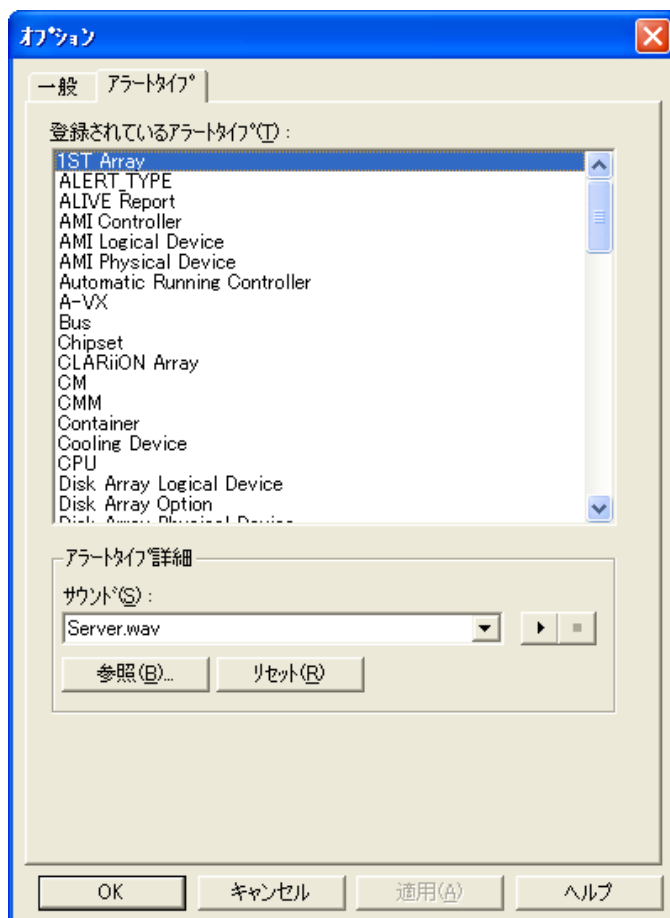 オプション
一般
アラートタイプ
登録されているアラートタイプ(T):
1ST Array
ALERT_TYPE
ALIVE Report
AMI Controller
AMI Logical Device
AMI Physical Device
Automatic Running Controller
A-VX
Bus
Chipset
CLARiiON Array
CM
CMM
Container
Cooling Device
CPU
Disk Array Logical Device
Disk Array Option
Disk Array Physical Device
アラートタイプ詳細
サウンド(S):
Server.wav
参照(B)...
リセット(R)
OK
キャンセル
適用(A)
ヘルプ